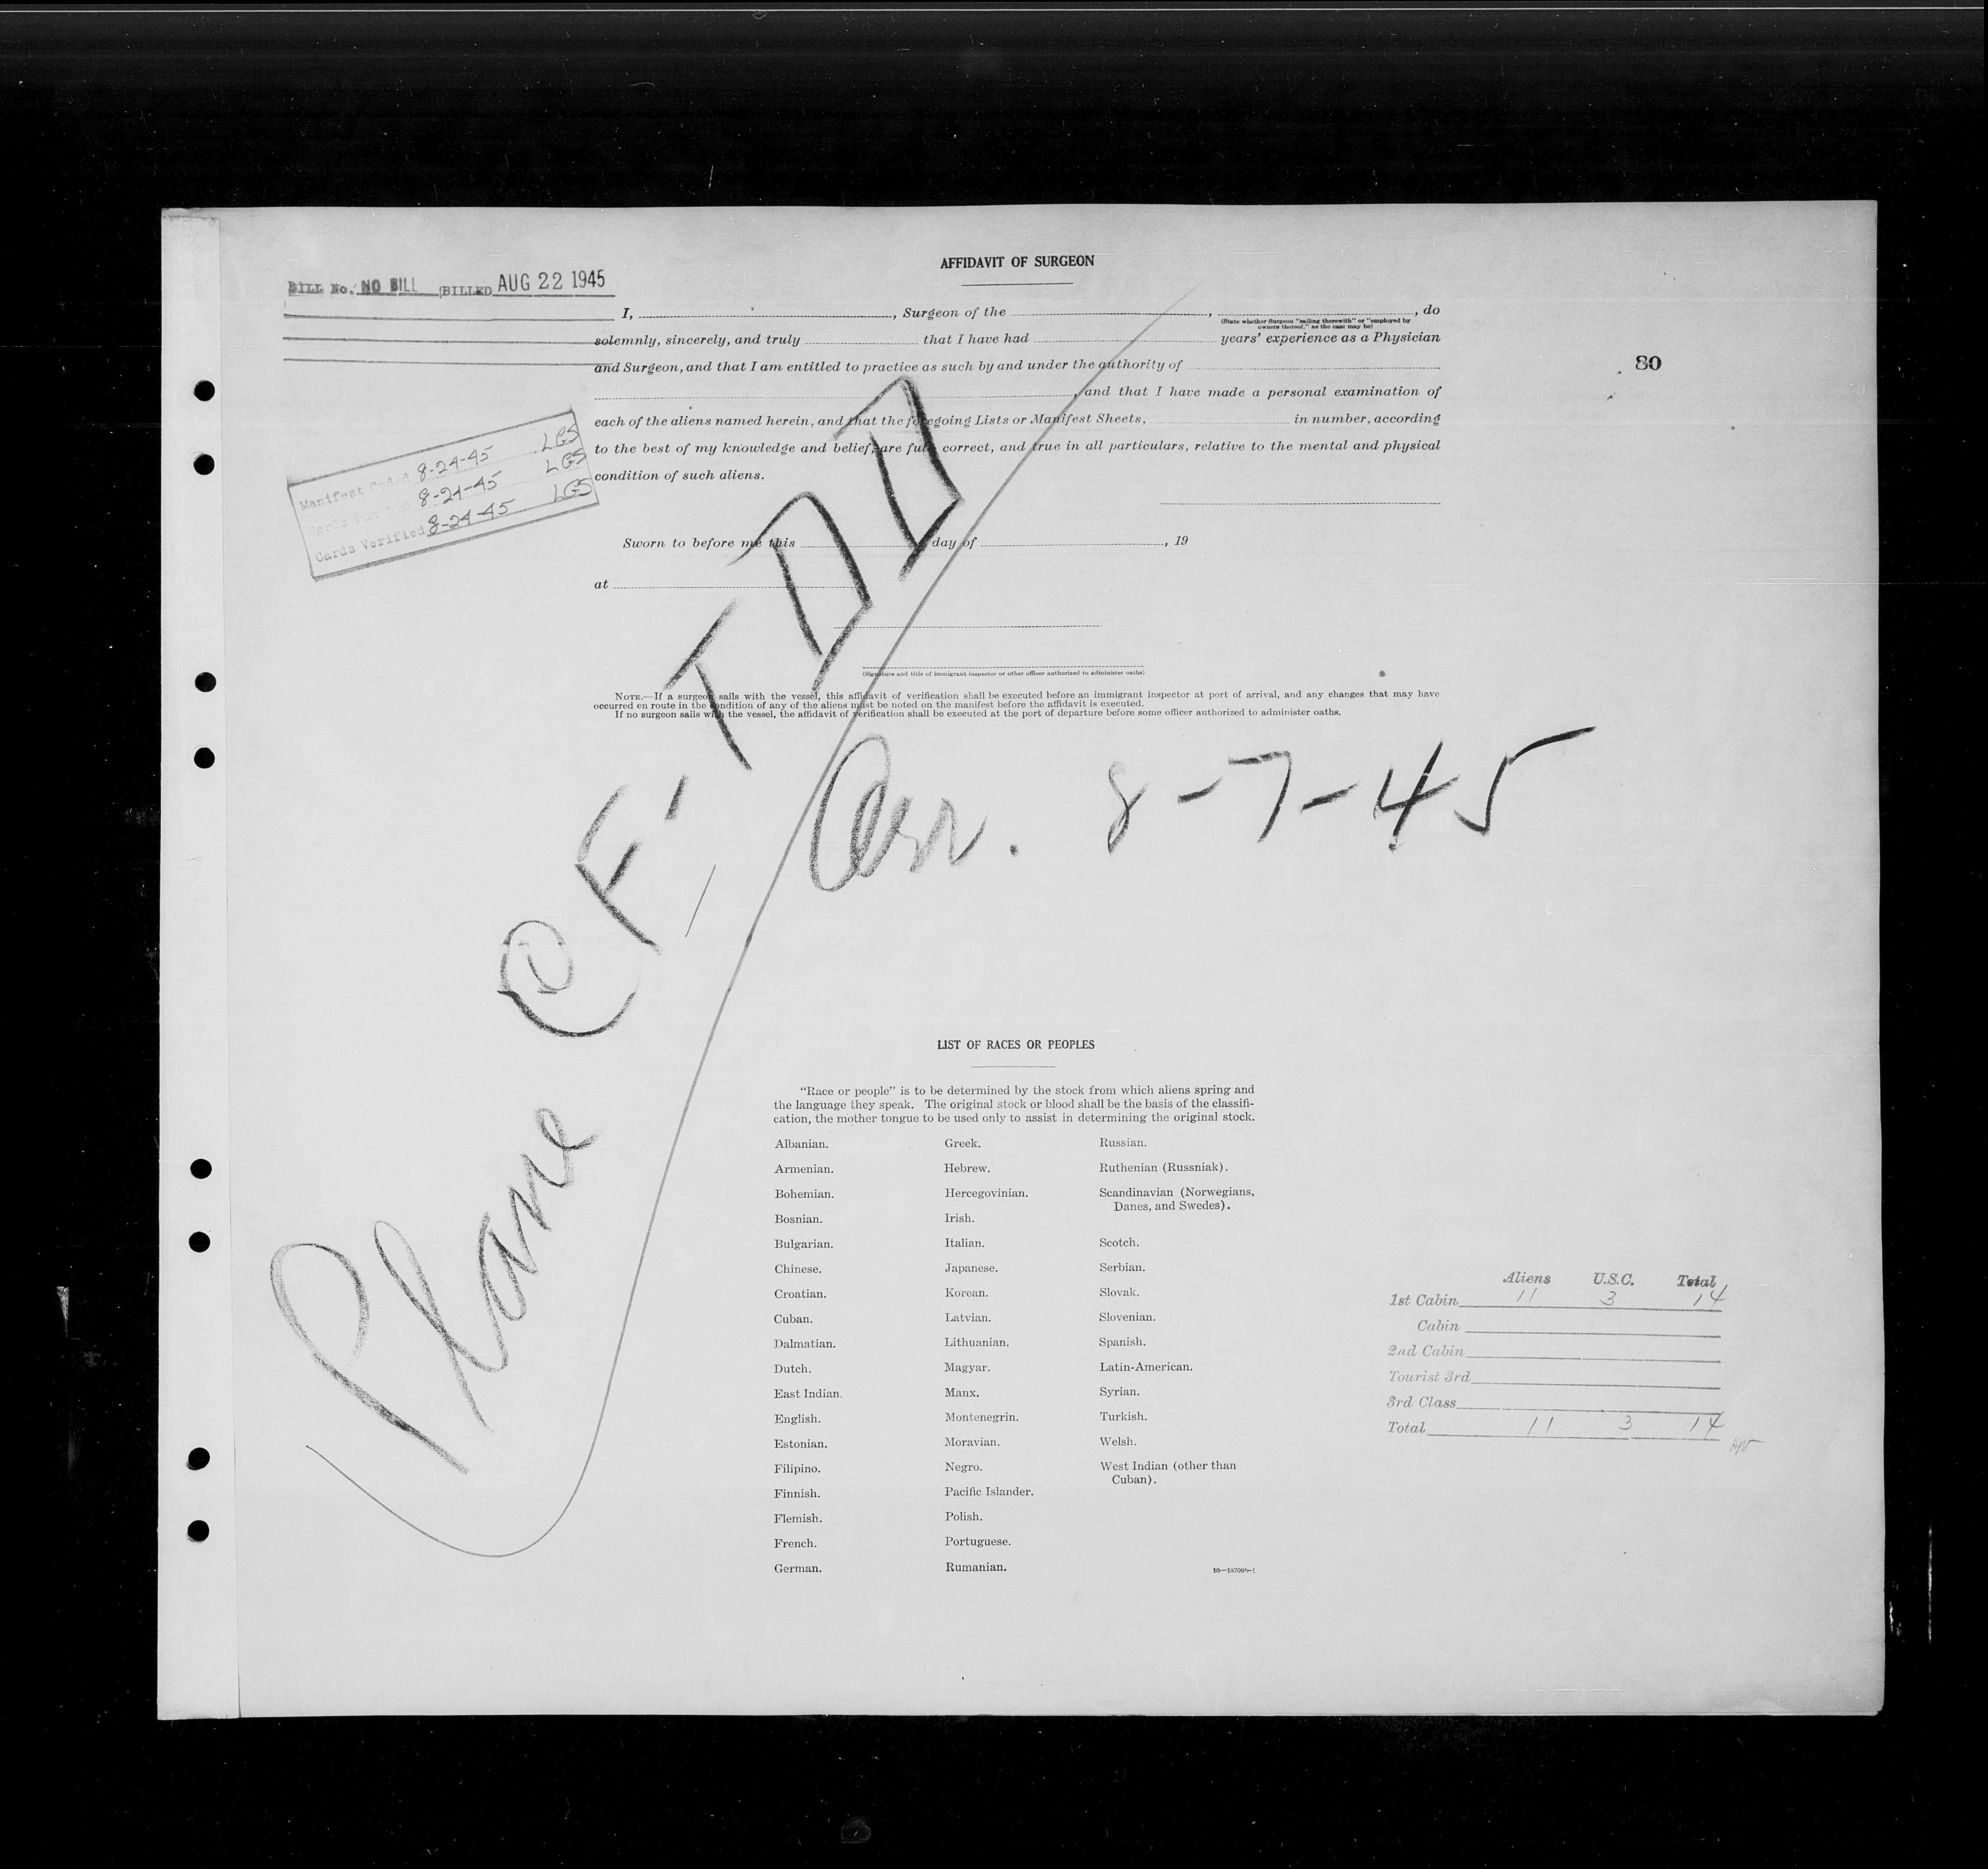 AFFIDAVIT OF SURGEON
BILL No. NO BILL BILLED AUG 22 1945
I, , Surgeon of the , , do
(State whether Surgeon "sailing therewith" or "employed by
owners thereof," as the case may be)
solemnly, sincerely, and truly that I have had years' experience as a Physician
and Surgeon, and that I am entitled to practice as such by and under the authority of
80
, and that I have made a personal examination of
each of the aliens named herein, and that the foregoing Lists or Manifest Sheets, in number, according
to the best of my knowledge and belief, are full, correct, and true in all particulars, relative to the mental and physical
condition of such aliens.
Manifest Coded 8-24-45 LGS
Cards 8-24-45 LGS
Cards Verified 8-24-45 LGS
Sworn to before me this day of , 19
at
(Signature and title of immigrant inspector or other officer authorized to administer oaths)
NOTE.—If a surgeon sails with the vessel, this affidavit of verification shall be executed before an immigrant inspector at port of arrival, and any changes that may have
occurred en route in the condition of any of the aliens must be noted on the manifest before the affidavit is executed.
If no surgeon sails with the vessel, the affidavit of verification shall be executed at the port of departure before some officer authorized to administer oaths.
Plane CF-TDD
Arr. 8-7-45
LIST OF RACES OR PEOPLES
"Race or people" is to be determined by the stock from which aliens spring and
the language they speak. The original stock or blood shall be the basis of the classifi-
cation, the mother tongue to be used only to assist in determining the original stock.
Albanian.
Armenian.
Bohemian.
Bosnian.
Bulgarian.
Chinese.
Croatian.
Cuban.
Dalmatian.
Dutch.
East Indian.
English.
Estonian.
Filipino.
Finnish.
Flemish.
French.
German.
Greek.
Hebrew.
Hercegovinian.
Irish.
Italian.
Japanese.
Korean.
Latvian.
Lithuanian.
Magyar.
Manx.
Montenegrin.
Moravian.
Negro.
Pacific Islander.
Polish.
Portuguese.
Rumanian.
Russian.
Ruthenian (Russniak).
Scandinavian (Norwegians,
Danes, and Swedes).
Scotch.
Serbian.
Slovak.
Slovenian.
Spanish.
Latin-American.
Syrian.
Turkish.
Welsh.
West Indian (other than
Cuban).
Aliens U.S.C. Total
1st Cabin 11 3 14
Cabin
2nd Cabin
Tourist 3rd
3rd Class
Total 11 3 14